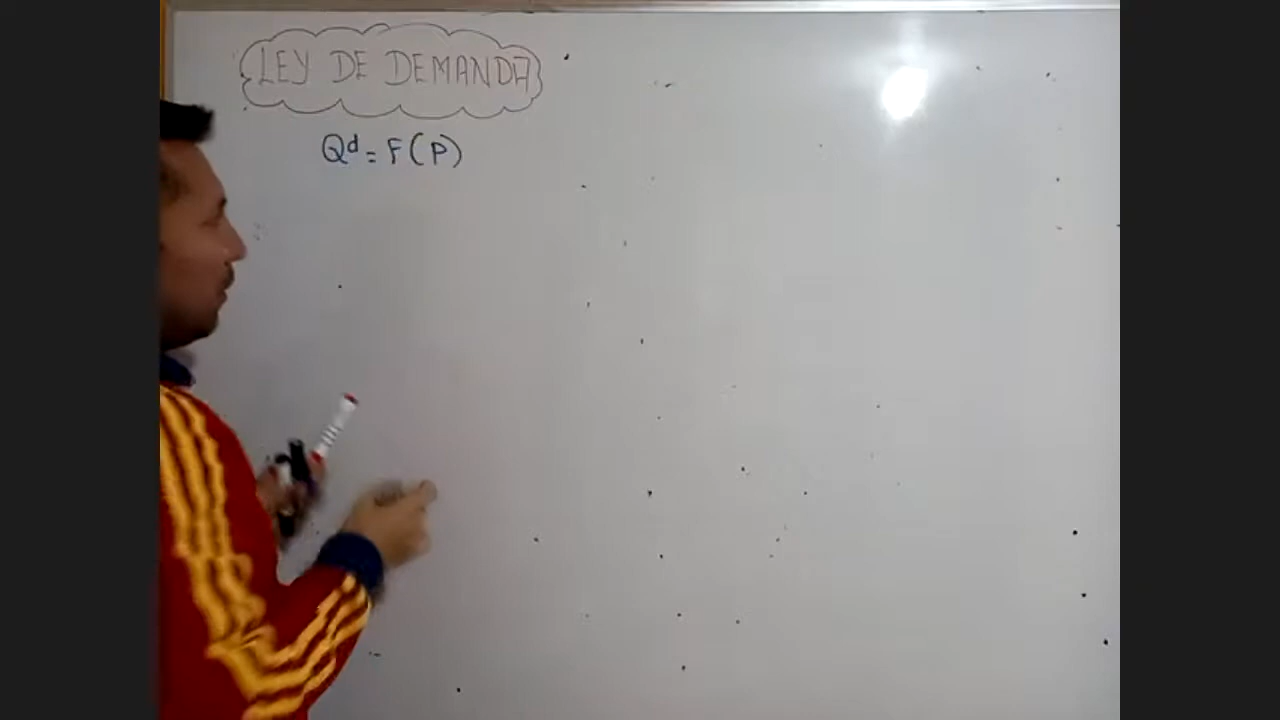 LEY DE DEMANDA
Qᵈ = F(P)